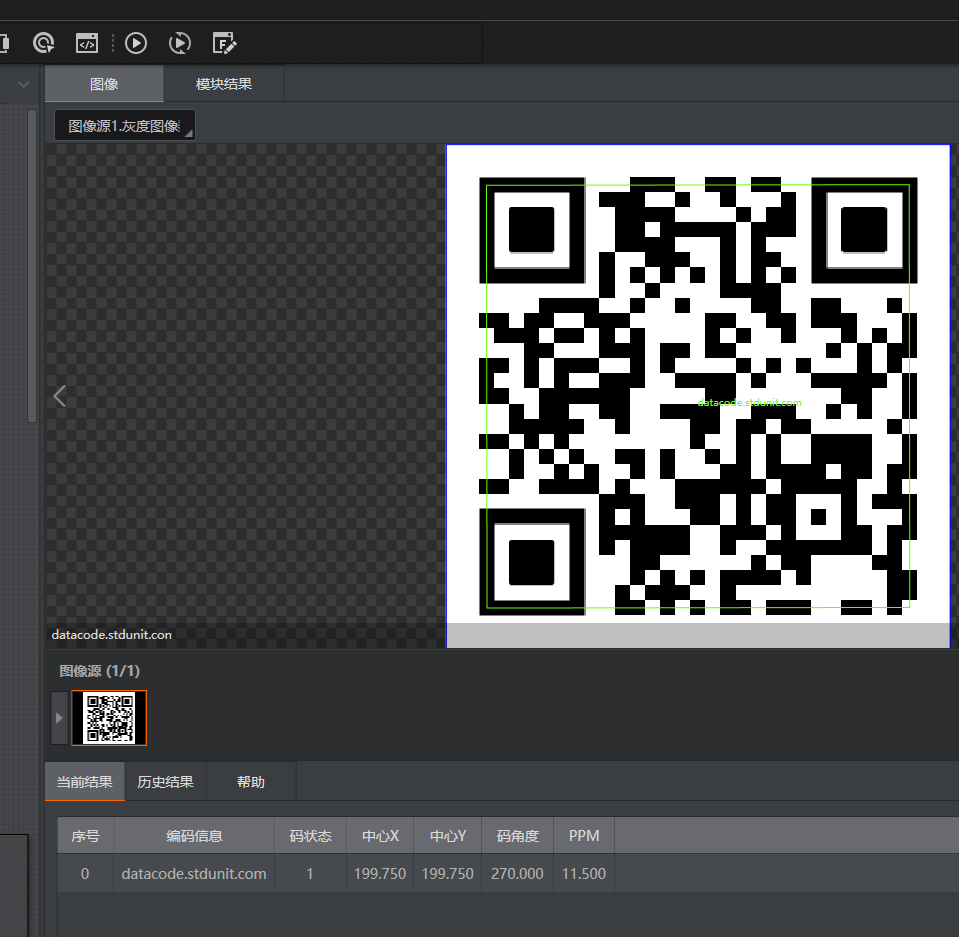 图像
模块结果
图像源1.灰度图像
datacode.stdunit.com
datacode.stdunit.con
图像源 (1/1)
当前结果
历史结果
帮助
序号 编码信息 码状态 中心X 中心Y 码角度 PPM
0 datacode.stdunit.com 1 199.750 199.750 270.000 11.500